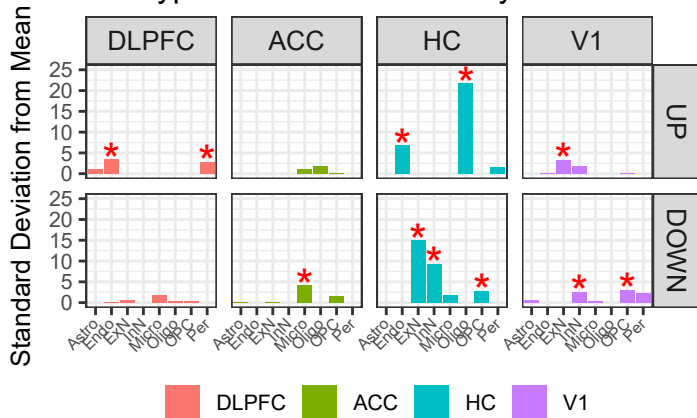 DLPFC ACC HC V1
Standard Deviation from Mean
25
20
15
10
5
0
UP
25
20
15
10
5
0
DOWN
Astro Endo ExN InN Micro Oligo OPC Per
Astro Endo ExN InN Micro Oligo OPC Per
Astro Endo ExN InN Micro Oligo OPC Per
Astro Endo ExN InN Micro Oligo OPC Per
DLPFC ACC HC V1